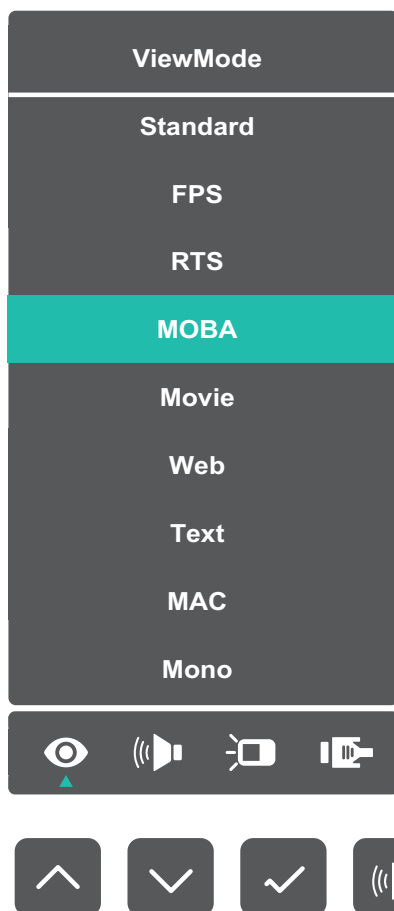 ViewMode
Standard
FPS
RTS
MOBA
Movie
Web
Text
MAC
Mono